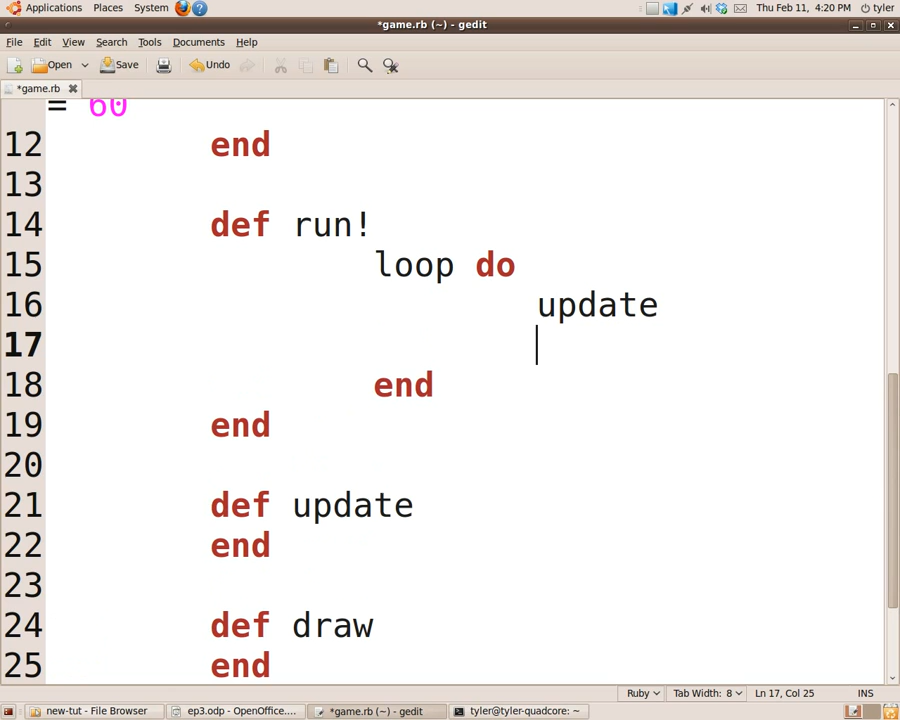 Applications Places System ? Thu Feb 11, 4:20 PM tyler
*game.rb (~) - gedit
File Edit View Search Tools Documents Help
Open Save Undo
*game.rb
= 60
12 end
13
14 def run!
15 loop do
16 update
17
18 end
19 end
20
21 def update
22 end
23
24 def draw
25 end
Ruby Tab Width: 8 Ln 17, Col 25 INS
new-tut - File Browser ep3.odp - OpenOffice.... *game.rb (~) - gedit tyler@tyler-quadcore: ~